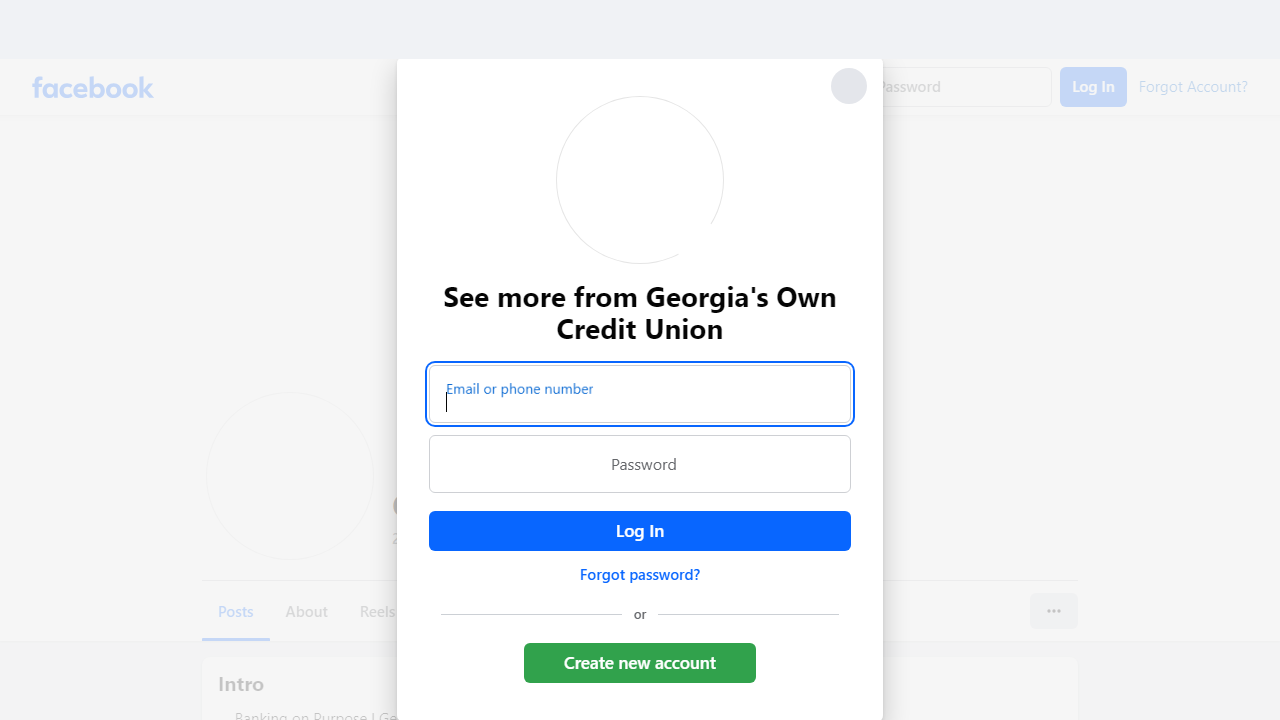 facebook
Password
Log In
Forgot Account?
See more from Georgia's Own
Credit Union
Email or phone number
Password
Log In
Forgot password?
or
Create new account
Posts
About
Reels
Intro
Banking on Purpose | Ge